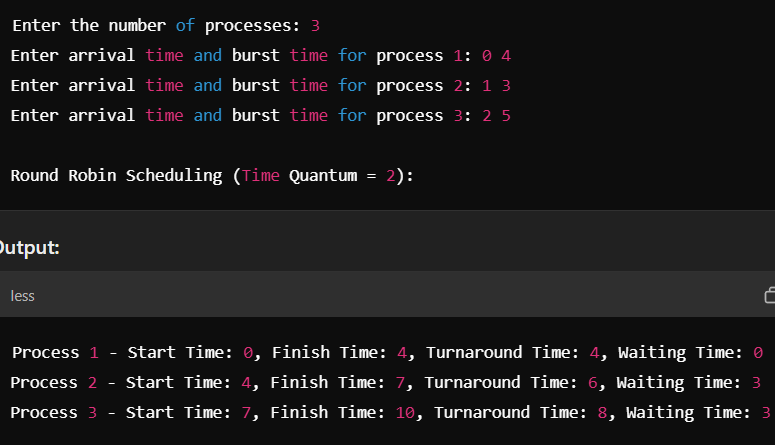 Enter the number of processes: 3
Enter arrival time and burst time for process 1: 0 4
Enter arrival time and burst time for process 2: 1 3
Enter arrival time and burst time for process 3: 2 5
Round Robin Scheduling (Time Quantum = 2):
Output:
less
Process 1 - Start Time: 0, Finish Time: 4, Turnaround Time: 4, Waiting Time: 0
Process 2 - Start Time: 4, Finish Time: 7, Turnaround Time: 6, Waiting Time: 3
Process 3 - Start Time: 7, Finish Time: 10, Turnaround Time: 8, Waiting Time: 3